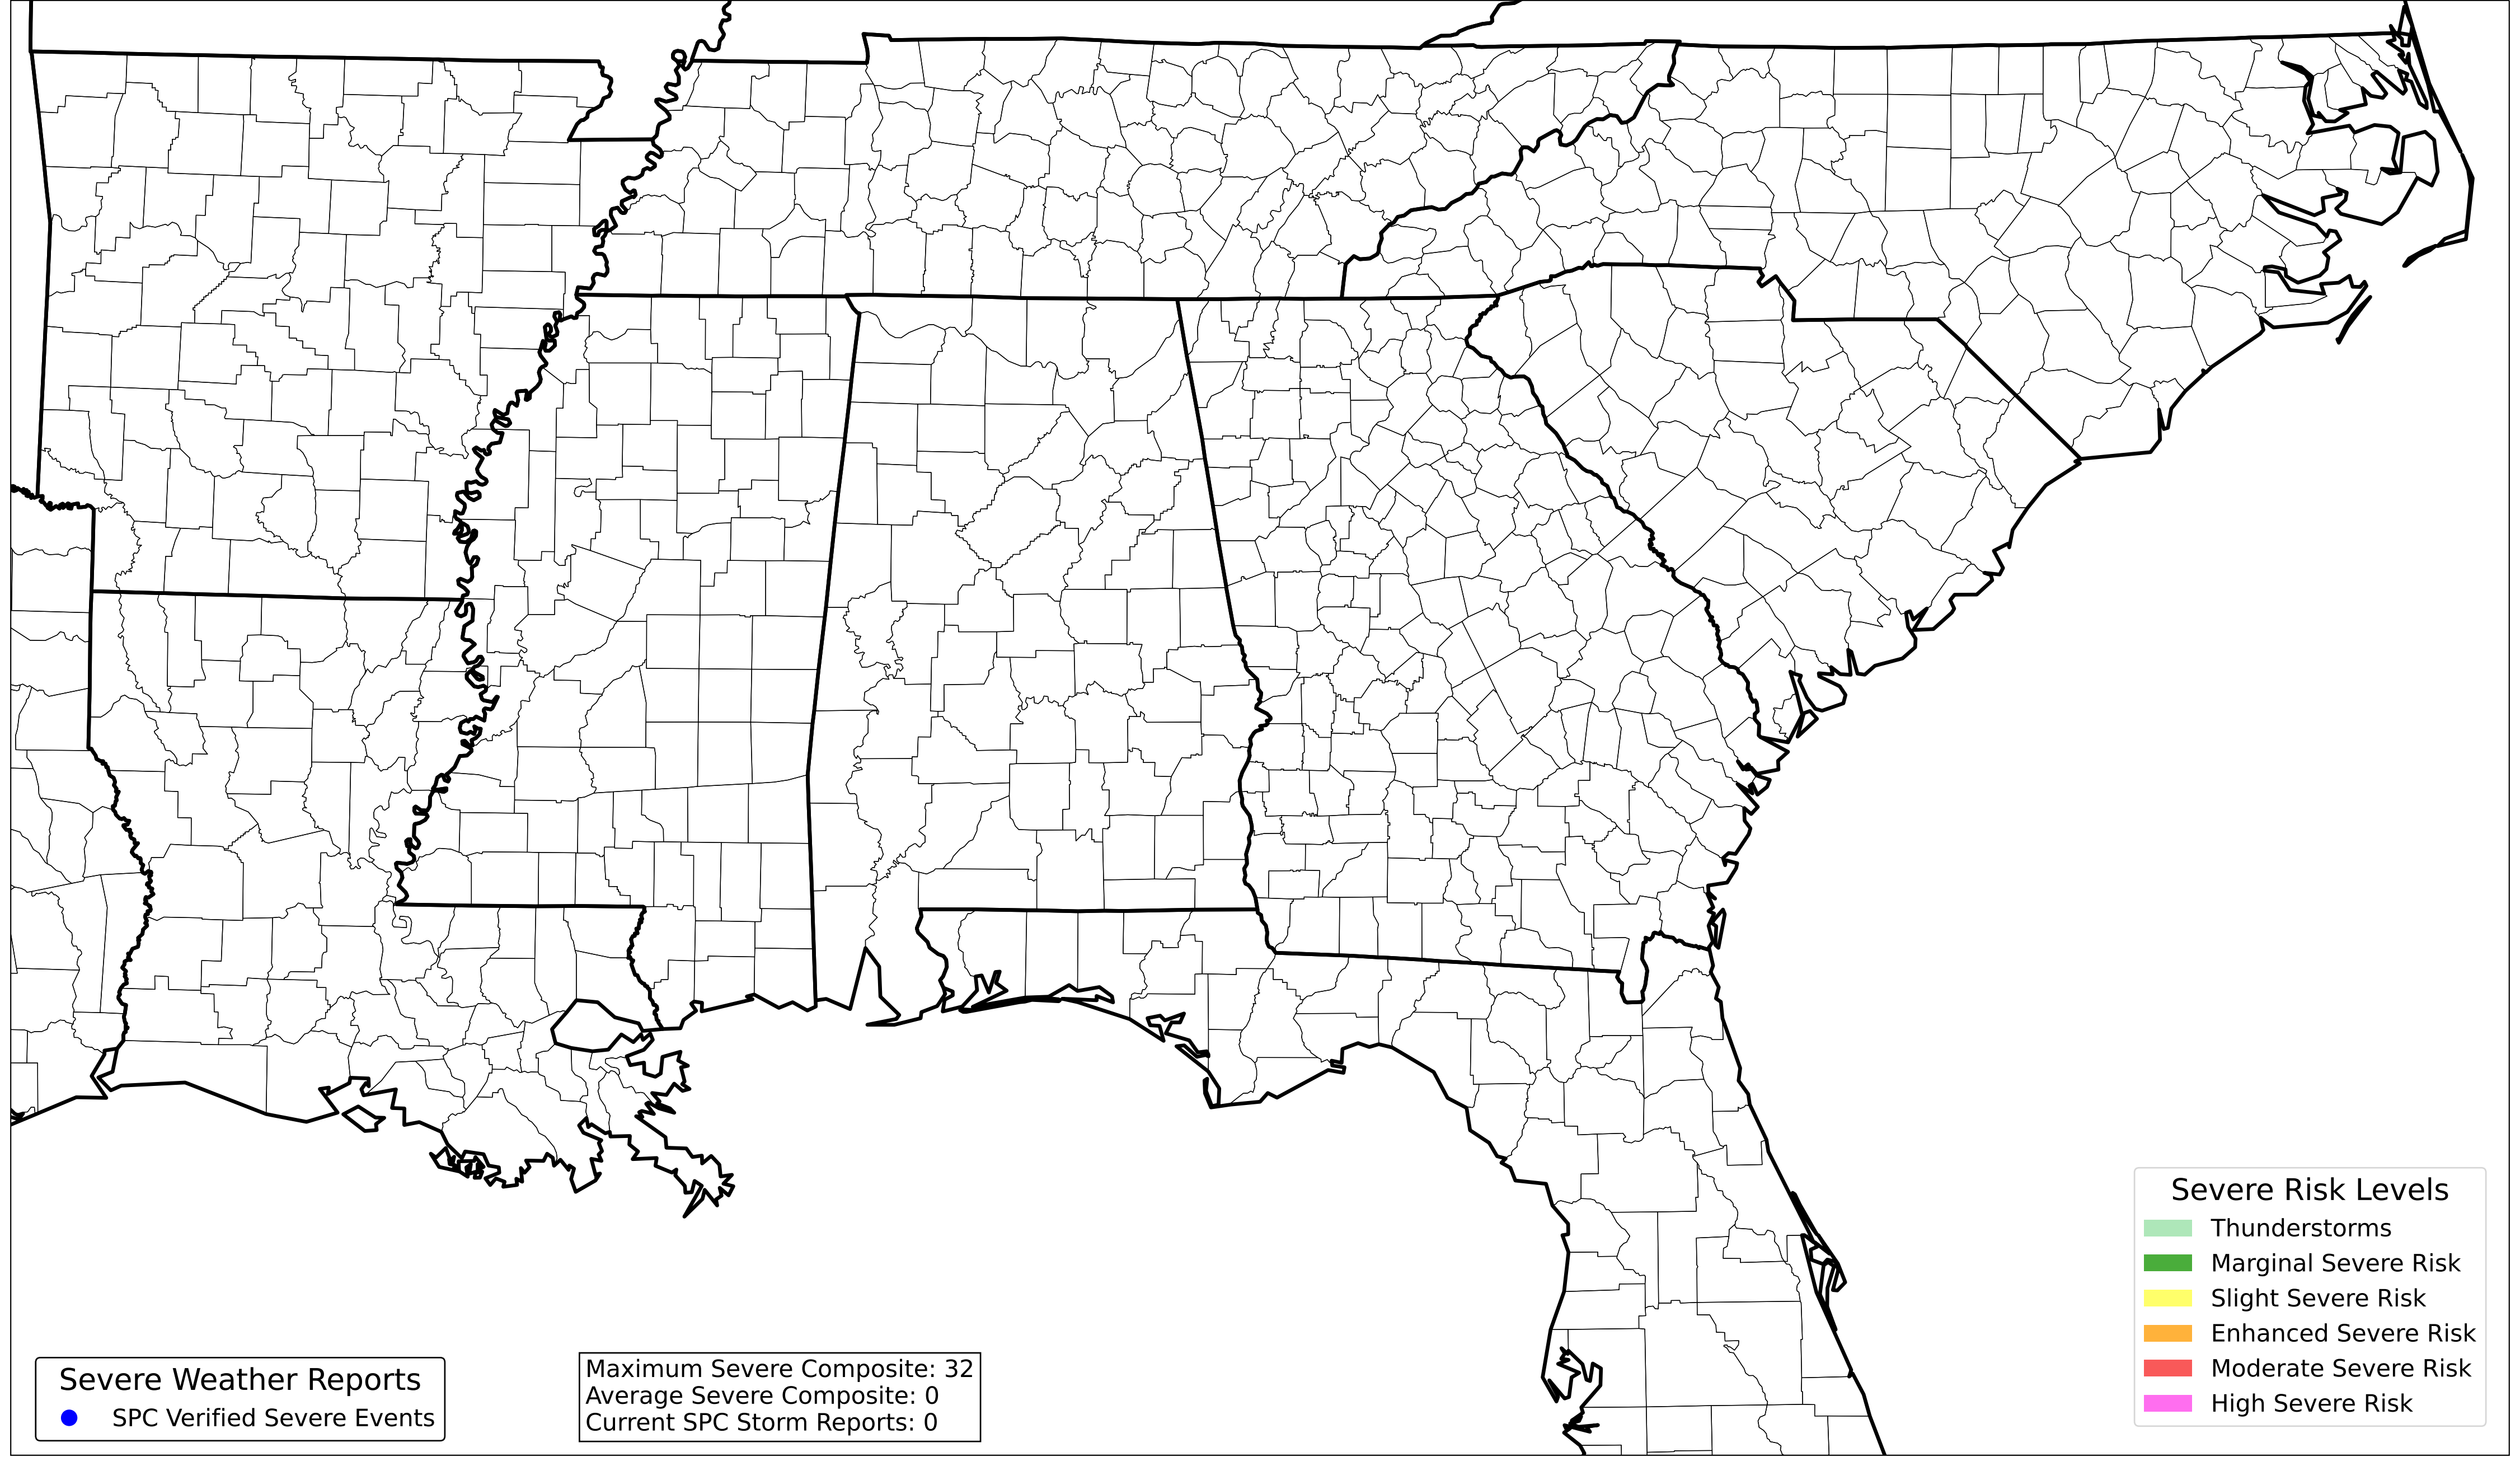 Severe Weather Reports
SPC Verified Severe Events
Maximum Severe Composite: 32
Average Severe Composite: 0
Current SPC Storm Reports: 0
Severe Risk Levels
Thunderstorms
Marginal Severe Risk
Slight Severe Risk
Enhanced Severe Risk
Moderate Severe Risk
High Severe Risk